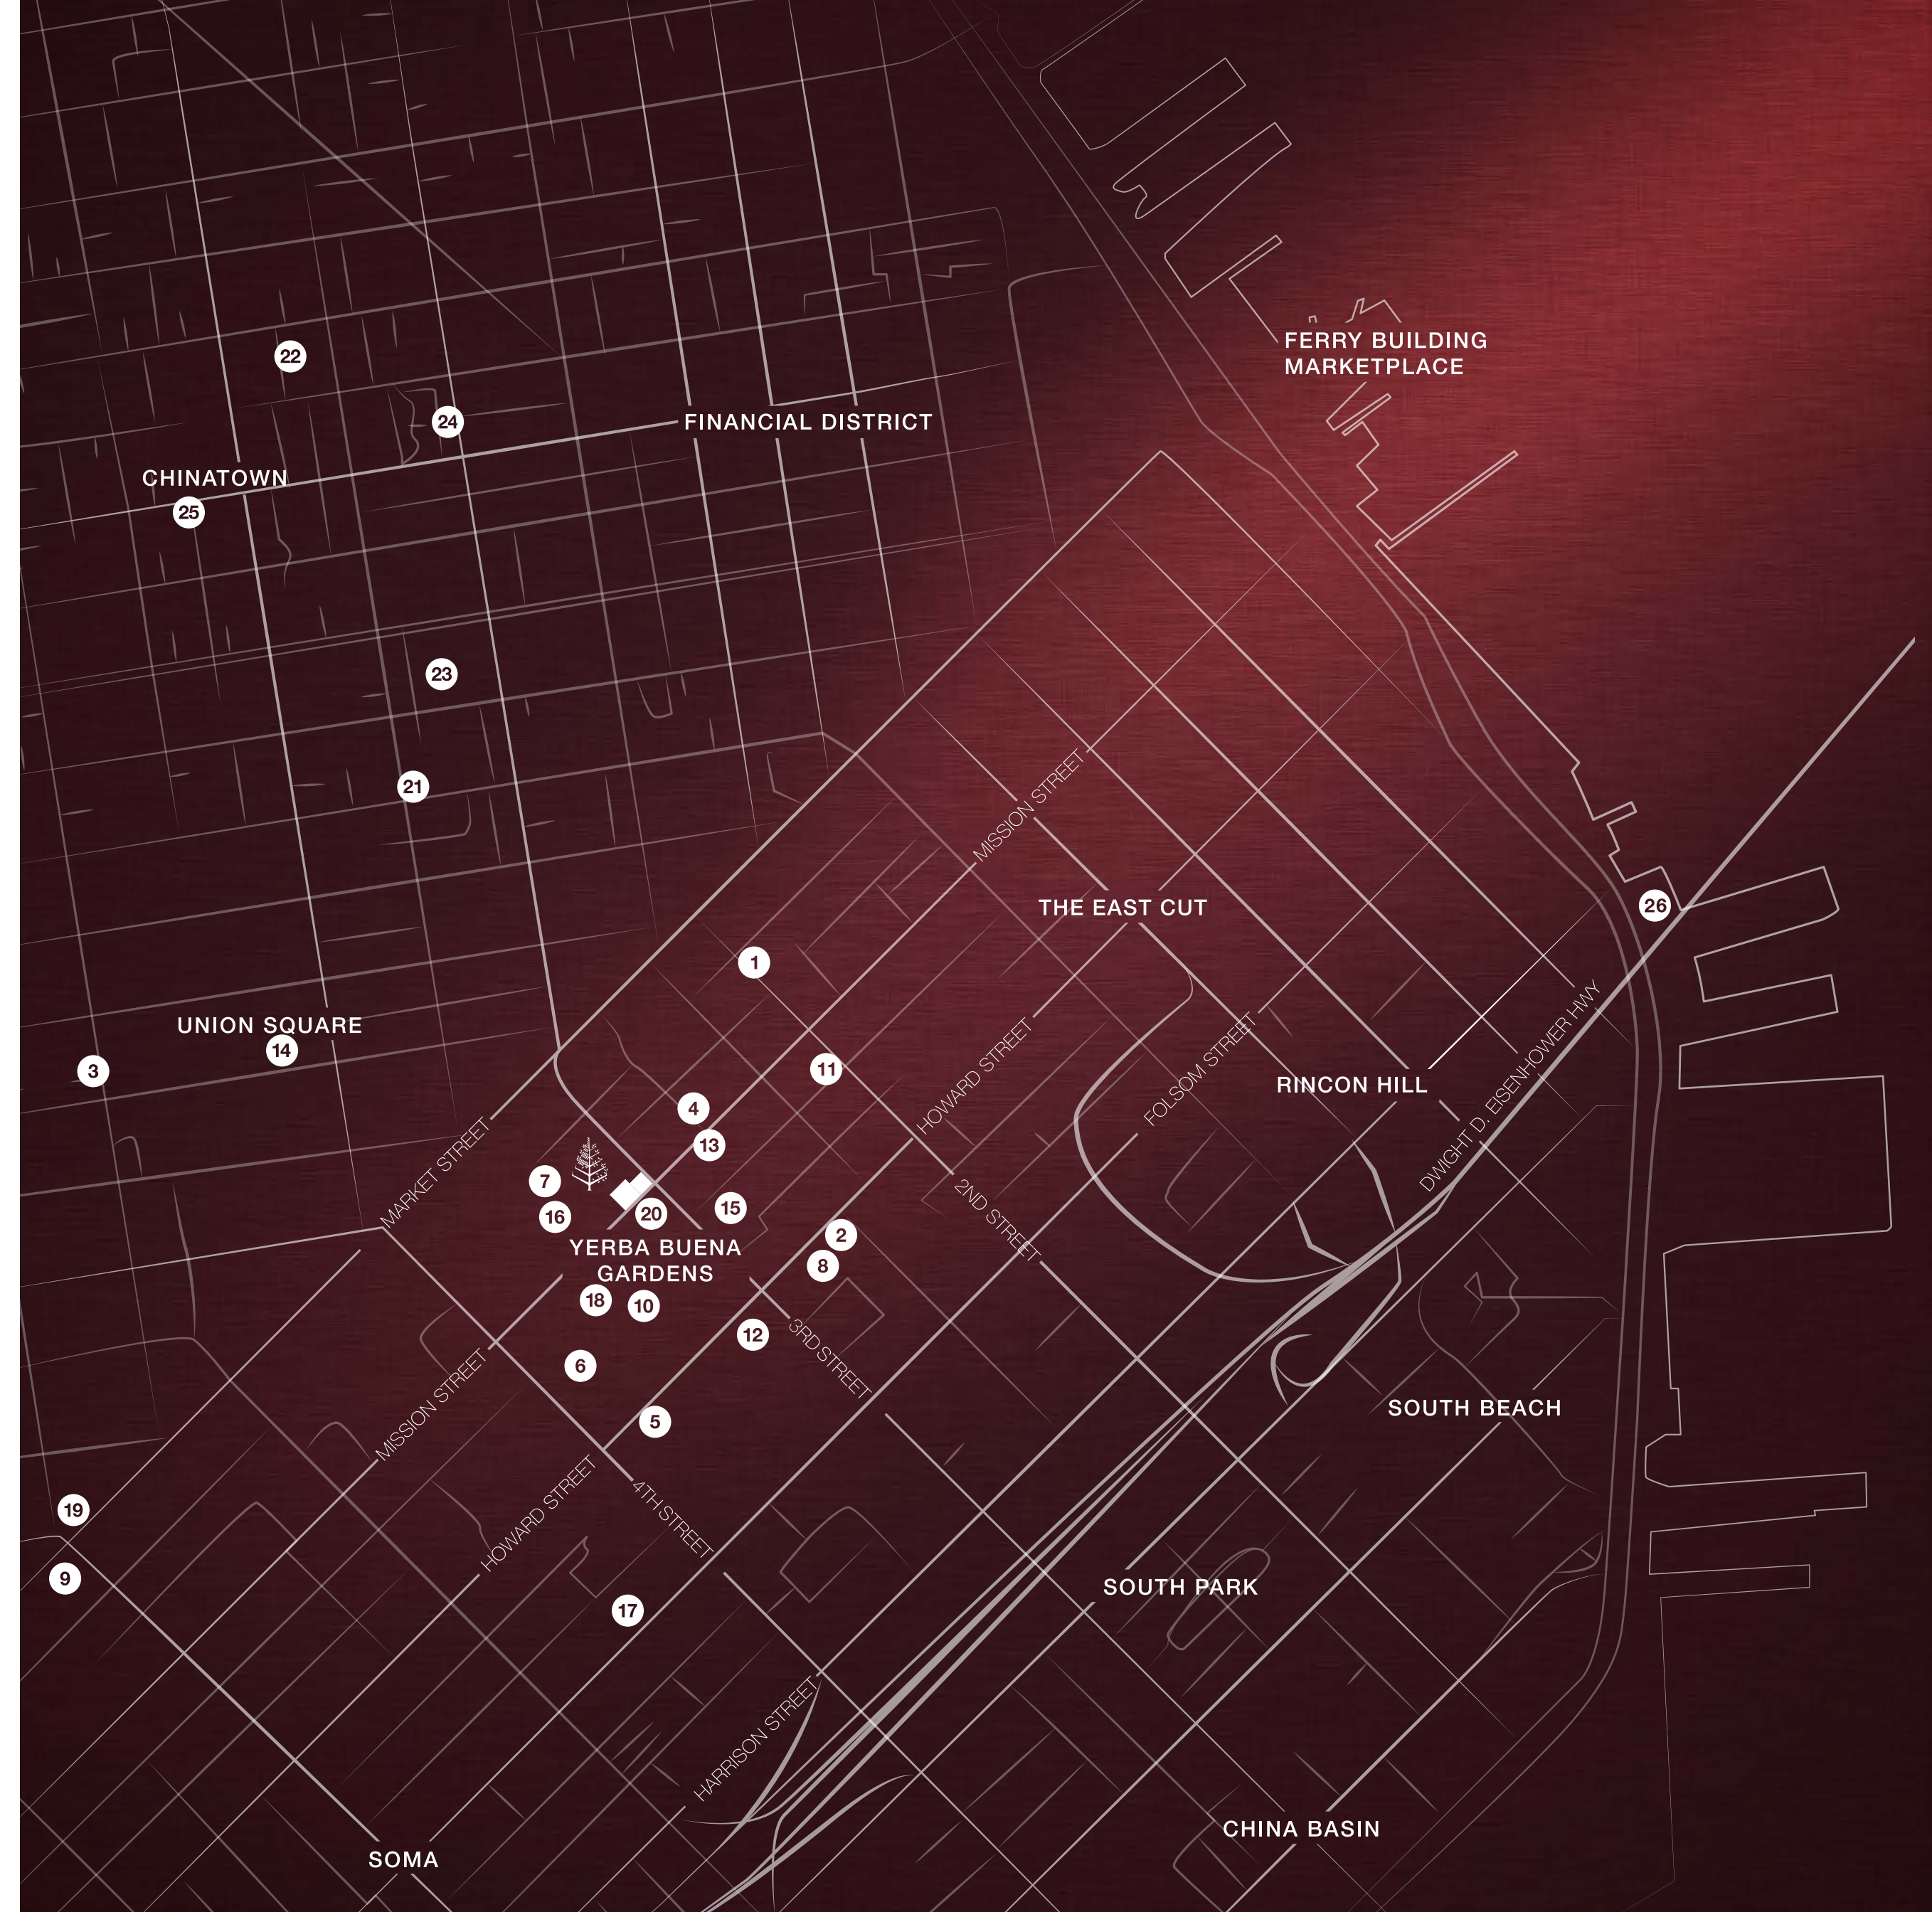 FERRY BUILDING
MARKETPLACE
22
24
FINANCIAL DISTRICT
CHINATOWN
25
23
21
MISSION STREET
THE EAST CUT
26
1
UNION SQUARE
14
3
11
HOWARD STREET
FOLSOM STREET
RINCON HILL
DWIGHT D. EISENHOWER HWY
4
13
MARKET STREET
7
16
20
15
2ND STREET
2
8
YERBA BUENA
GARDENS
18
10
12
3RD STREET
6
MISSION STREET
5
SOUTH BEACH
HOWARD STREET
4TH STREET
19
9
17
SOUTH PARK
HARRISON STREET
CHINA BASIN
SOMA